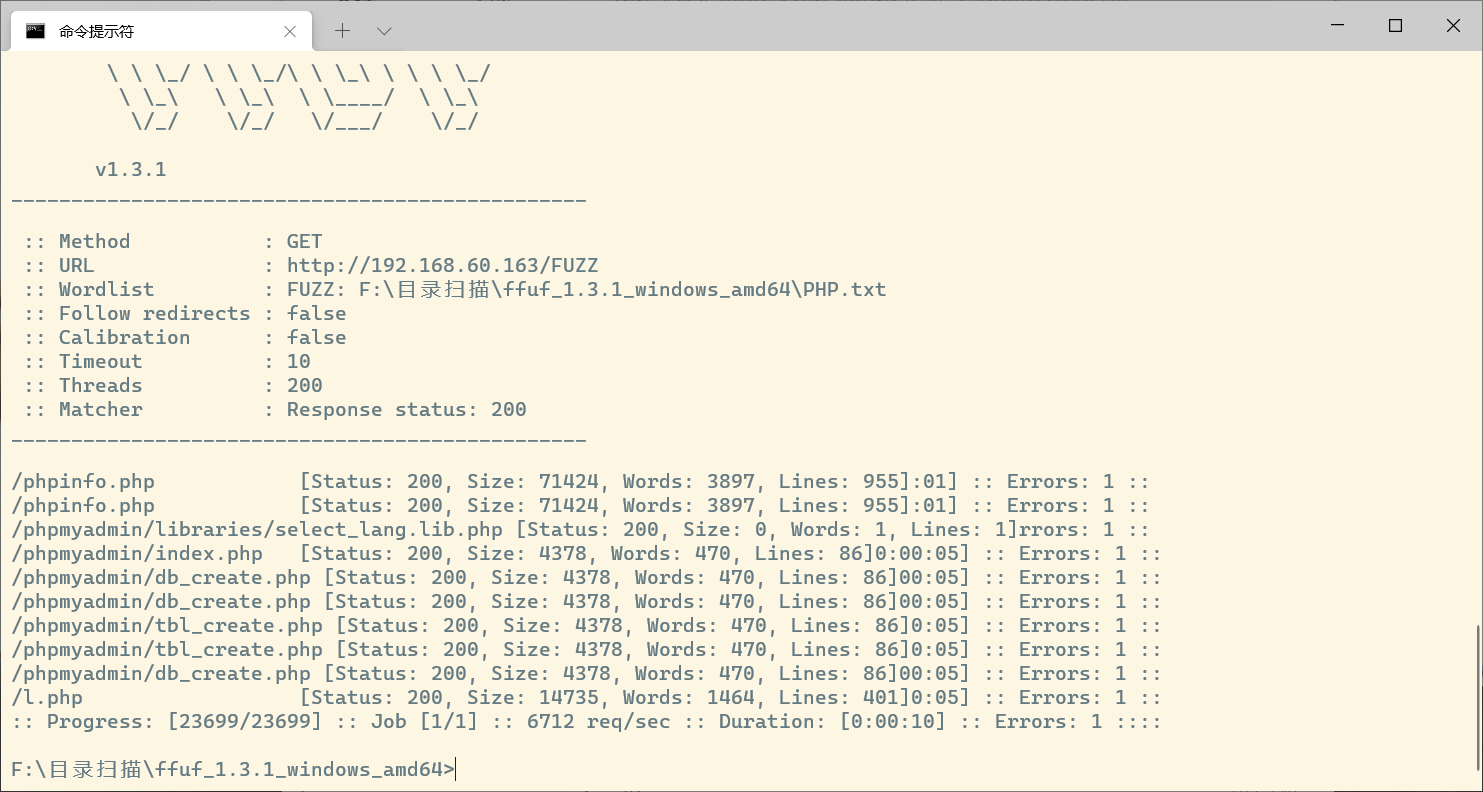 命令提示符
\ \ \_/ \ \ \_/\ \ \_\ \ \ \ \_/
\ \_\   \ \_\  \ \____/  \ \_\
\/_/    \/_/   \/___/    \/_/
v1.3.1
________________________________________________
:: Method           : GET
:: URL              : http://192.168.60.163/FUZZ
:: Wordlist         : FUZZ: F:\目录扫描\ffuf_1.3.1_windows_amd64\PHP.txt
:: Follow redirects : false
:: Calibration      : false
:: Timeout          : 10
:: Threads          : 200
:: Matcher          : Response status: 200
________________________________________________
/phpinfo.php            [Status: 200, Size: 71424, Words: 3897, Lines: 955]:01] :: Errors: 1 ::
/phpinfo.php            [Status: 200, Size: 71424, Words: 3897, Lines: 955]:01] :: Errors: 1 ::
/phpmyadmin/libraries/select_lang.lib.php [Status: 200, Size: 0, Words: 1, Lines: 1]rrors: 1 ::
/phpmyadmin/index.php   [Status: 200, Size: 4378, Words: 470, Lines: 86]0:00:05] :: Errors: 1 ::
/phpmyadmin/db_create.php [Status: 200, Size: 4378, Words: 470, Lines: 86]00:05] :: Errors: 1 ::
/phpmyadmin/db_create.php [Status: 200, Size: 4378, Words: 470, Lines: 86]00:05] :: Errors: 1 ::
/phpmyadmin/tbl_create.php [Status: 200, Size: 4378, Words: 470, Lines: 86]0:05] :: Errors: 1 ::
/phpmyadmin/tbl_create.php [Status: 200, Size: 4378, Words: 470, Lines: 86]0:05] :: Errors: 1 ::
/phpmyadmin/db_create.php [Status: 200, Size: 4378, Words: 470, Lines: 86]00:05] :: Errors: 1 ::
/l.php                  [Status: 200, Size: 14735, Words: 1464, Lines: 401]0:05] :: Errors: 1 ::
:: Progress: [23699/23699] :: Job [1/1] :: 6712 req/sec :: Duration: [0:00:10] :: Errors: 1 ::::
F:\目录扫描\ffuf_1.3.1_windows_amd64>